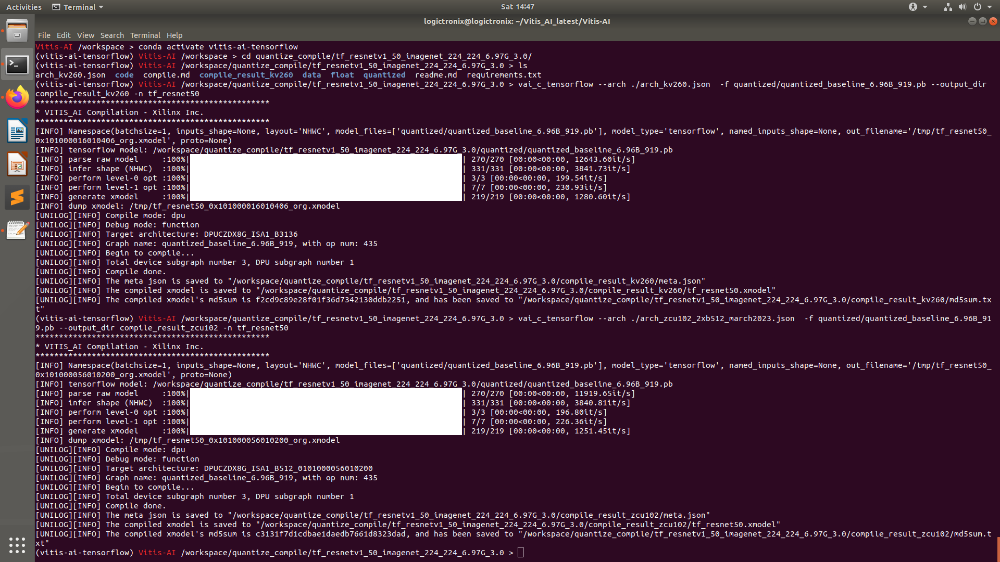 Activities Terminal Sat 14:47
logictronix@logictronix: ~/Vitis_AI_latest/Vitis-AI
File Edit View Search Terminal Help
Vitis-AI /workspace > conda activate vitis-ai-tensorflow
(vitis-ai-tensorflow) Vitis-AI /workspace > cd quantize_compile/tf_resnetv1_50_imagenet_224_224_6.97G_3.0/
(vitis-ai-tensorflow) Vitis-AI /workspace/quantize_compile/tf_resnetv1_50_imagenet_224_224_6.97G_3.0 > ls
arch_kv260.json  code  compile.md  compile_result_kv260  data  float  quantized  readme.md  requirements.txt
(vitis-ai-tensorflow) Vitis-AI /workspace/quantize_compile/tf_resnetv1_50_imagenet_224_224_6.97G_3.0 > vai_c_tensorflow --arch ./arch_kv260.json  -f quantized/quantized_baseline_6.96B_919.pb --output_dir
compile_result_kv260 -n tf_resnet50
**************************************************
* VITIS_AI Compilation - Xilinx Inc.
**************************************************
[INFO] Namespace(batchsize=1, inputs_shape=None, layout='NHWC', model_files=['quantized/quantized_baseline_6.96B_919.pb'], model_type='tensorflow', named_inputs_shape=None, out_filename='/tmp/tf_resnet50_
0x101000016010406_org.xmodel', proto=None)
[INFO] tensorflow model: /workspace/quantize_compile/tf_resnetv1_50_imagenet_224_224_6.97G_3.0/quantized/quantized_baseline_6.96B_919.pb
[INFO] parse raw model     :100%| | 270/270 [00:00<00:00, 12643.60it/s]
[INFO] infer shape (NHWC)  :100%| | 331/331 [00:00<00:00, 3841.73it/s]
[INFO] perform level-0 opt :100%| | 3/3 [00:00<00:00, 199.54it/s]
[INFO] perform level-1 opt :100%| | 7/7 [00:00<00:00, 230.93it/s]
[INFO] generate xmodel     :100%| | 219/219 [00:00<00:00, 1280.60it/s]
[INFO] dump xmodel: /tmp/tf_resnet50_0x101000016010406_org.xmodel
[UNILOG][INFO] Compile mode: dpu
[UNILOG][INFO] Debug mode: function
[UNILOG][INFO] Target architecture: DPUCZDX8G_ISA1_B3136
[UNILOG][INFO] Graph name: quantized_baseline_6.96B_919, with op num: 435
[UNILOG][INFO] Begin to compile...
[UNILOG][INFO] Total device subgraph number 3, DPU subgraph number 1
[UNILOG][INFO] Compile done.
[UNILOG][INFO] The meta json is saved to "/workspace/quantize_compile/tf_resnetv1_50_imagenet_224_224_6.97G_3.0/compile_result_kv260/meta.json"
[UNILOG][INFO] The compiled xmodel is saved to "/workspace/quantize_compile/tf_resnetv1_50_imagenet_224_224_6.97G_3.0/compile_result_kv260/tf_resnet50.xmodel"
[UNILOG][INFO] The compiled xmodel's md5sum is f2cd9c89e28f01f36d7342130ddb2251, and has been saved to "/workspace/quantize_compile/tf_resnetv1_50_imagenet_224_224_6.97G_3.0/compile_result_kv260/md5sum.tx
t"
(vitis-ai-tensorflow) Vitis-AI /workspace/quantize_compile/tf_resnetv1_50_imagenet_224_224_6.97G_3.0 > vai_c_tensorflow --arch ./arch_zcu102_2xb512_march2023.json  -f quantized/quantized_baseline_6.96B_91
9.pb --output_dir compile_result_zcu102 -n tf_resnet50
**************************************************
* VITIS_AI Compilation - Xilinx Inc.
**************************************************
[INFO] Namespace(batchsize=1, inputs_shape=None, layout='NHWC', model_files=['quantized/quantized_baseline_6.96B_919.pb'], model_type='tensorflow', named_inputs_shape=None, out_filename='/tmp/tf_resnet50_
0x101000056010200_org.xmodel', proto=None)
[INFO] tensorflow model: /workspace/quantize_compile/tf_resnetv1_50_imagenet_224_224_6.97G_3.0/quantized/quantized_baseline_6.96B_919.pb
[INFO] parse raw model     :100%| | 270/270 [00:00<00:00, 11919.65it/s]
[INFO] infer shape (NHWC)  :100%| | 331/331 [00:00<00:00, 3840.81it/s]
[INFO] perform level-0 opt :100%| | 3/3 [00:00<00:00, 196.80it/s]
[INFO] perform level-1 opt :100%| | 7/7 [00:00<00:00, 226.36it/s]
[INFO] generate xmodel     :100%| | 219/219 [00:00<00:00, 1251.45it/s]
[INFO] dump xmodel: /tmp/tf_resnet50_0x101000056010200_org.xmodel
[UNILOG][INFO] Compile mode: dpu
[UNILOG][INFO] Debug mode: function
[UNILOG][INFO] Target architecture: DPUCZDX8G_ISA1_B512_0101000056010200
[UNILOG][INFO] Graph name: quantized_baseline_6.96B_919, with op num: 435
[UNILOG][INFO] Begin to compile...
[UNILOG][INFO] Total device subgraph number 3, DPU subgraph number 1
[UNILOG][INFO] Compile done.
[UNILOG][INFO] The meta json is saved to "/workspace/quantize_compile/tf_resnetv1_50_imagenet_224_224_6.97G_3.0/compile_result_zcu102/meta.json"
[UNILOG][INFO] The compiled xmodel is saved to "/workspace/quantize_compile/tf_resnetv1_50_imagenet_224_224_6.97G_3.0/compile_result_zcu102/tf_resnet50.xmodel"
[UNILOG][INFO] The compiled xmodel's md5sum is c3131f7d1cdbae1daedb7661d8323dad, and has been saved to "/workspace/quantize_compile/tf_resnetv1_50_imagenet_224_224_6.97G_3.0/compile_result_zcu102/md5sum.t
xt"
(vitis-ai-tensorflow) Vitis-AI /workspace/quantize_compile/tf_resnetv1_50_imagenet_224_224_6.97G_3.0 >